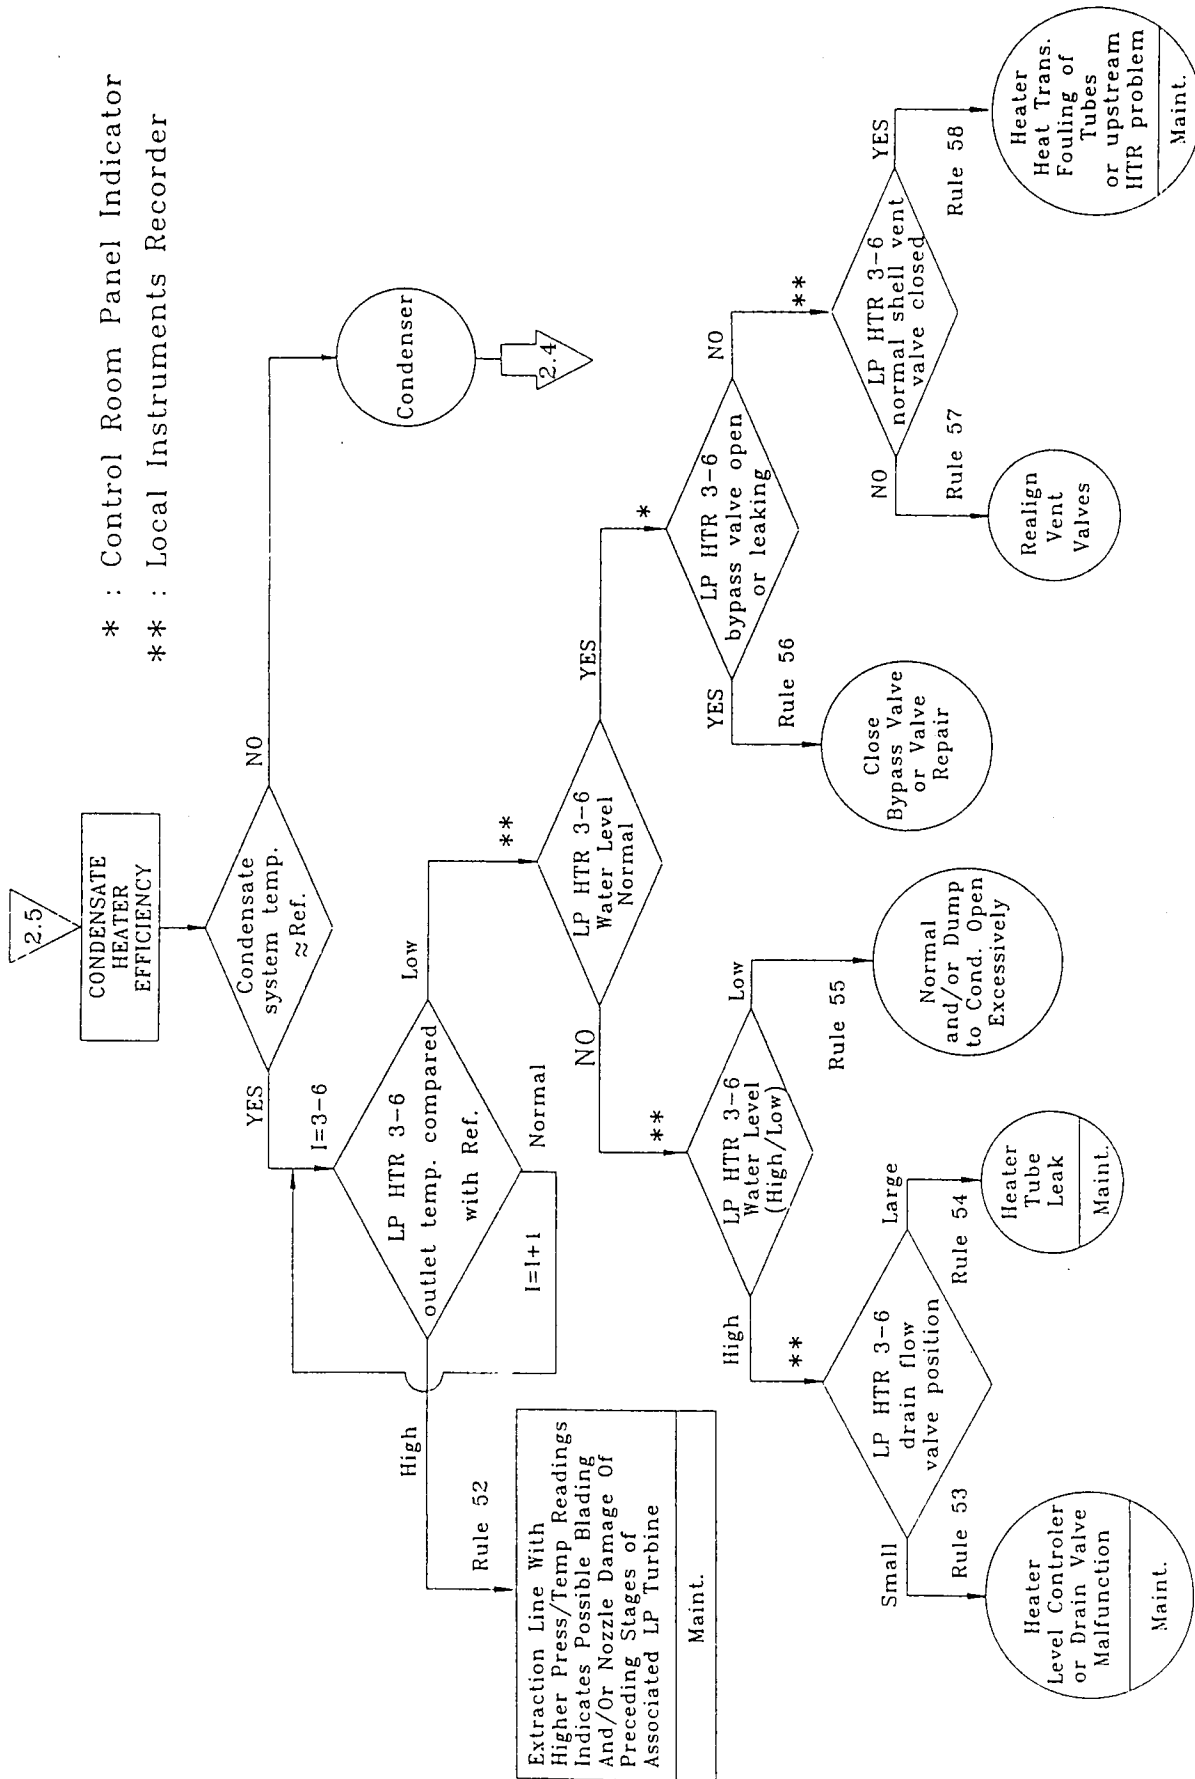 * : Control Room Panel Indicator
** : Local Instruments Recorder
2.5
CONDENSATE
HEATER
EFFICIENCY
Condensate
system temp.
≈Ref.
YES
NO
Condenser
2.4
I=3-6
LP HTR 3-6
outlet temp. compared
with Ref.
High
Low
Normal
I=I+1
Rule 52
Extraction Line With
Higher Press/Temp Readings
Indicates Possible Blading
And/Or Nozzle Damage Of
Preceding Stages of
Associated LP Turbine
Maint.
**
LP HTR 3-6
Water Level
Normal
NO
YES
**
LP HTR 3-6
Water Level
(High/Low)
High
Low
Rule 55
Normal
and/or Dump
to Cond. Open
Excessively
**
LP HTR 3-6
drain flow
valve position
Small
Large
Rule 53
Heater
Level Controler
or Drain Valve
Malfunction
Maint.
Rule 54
Heater
Tube
Leak
Maint.
*
LP HTR 3-6
bypass valve open
or leaking
YES
NO
Rule 56
Close
Bypass Valve
or Valve
Repair
**
LP HTR 3-6
normal shell vent
valve closed
NO
YES
Rule 57
Realign
Vent
Valves
Rule 58
Heater
Heat Trans.
Fouling of
Tubes
or upstream
HTR problem
Maint.